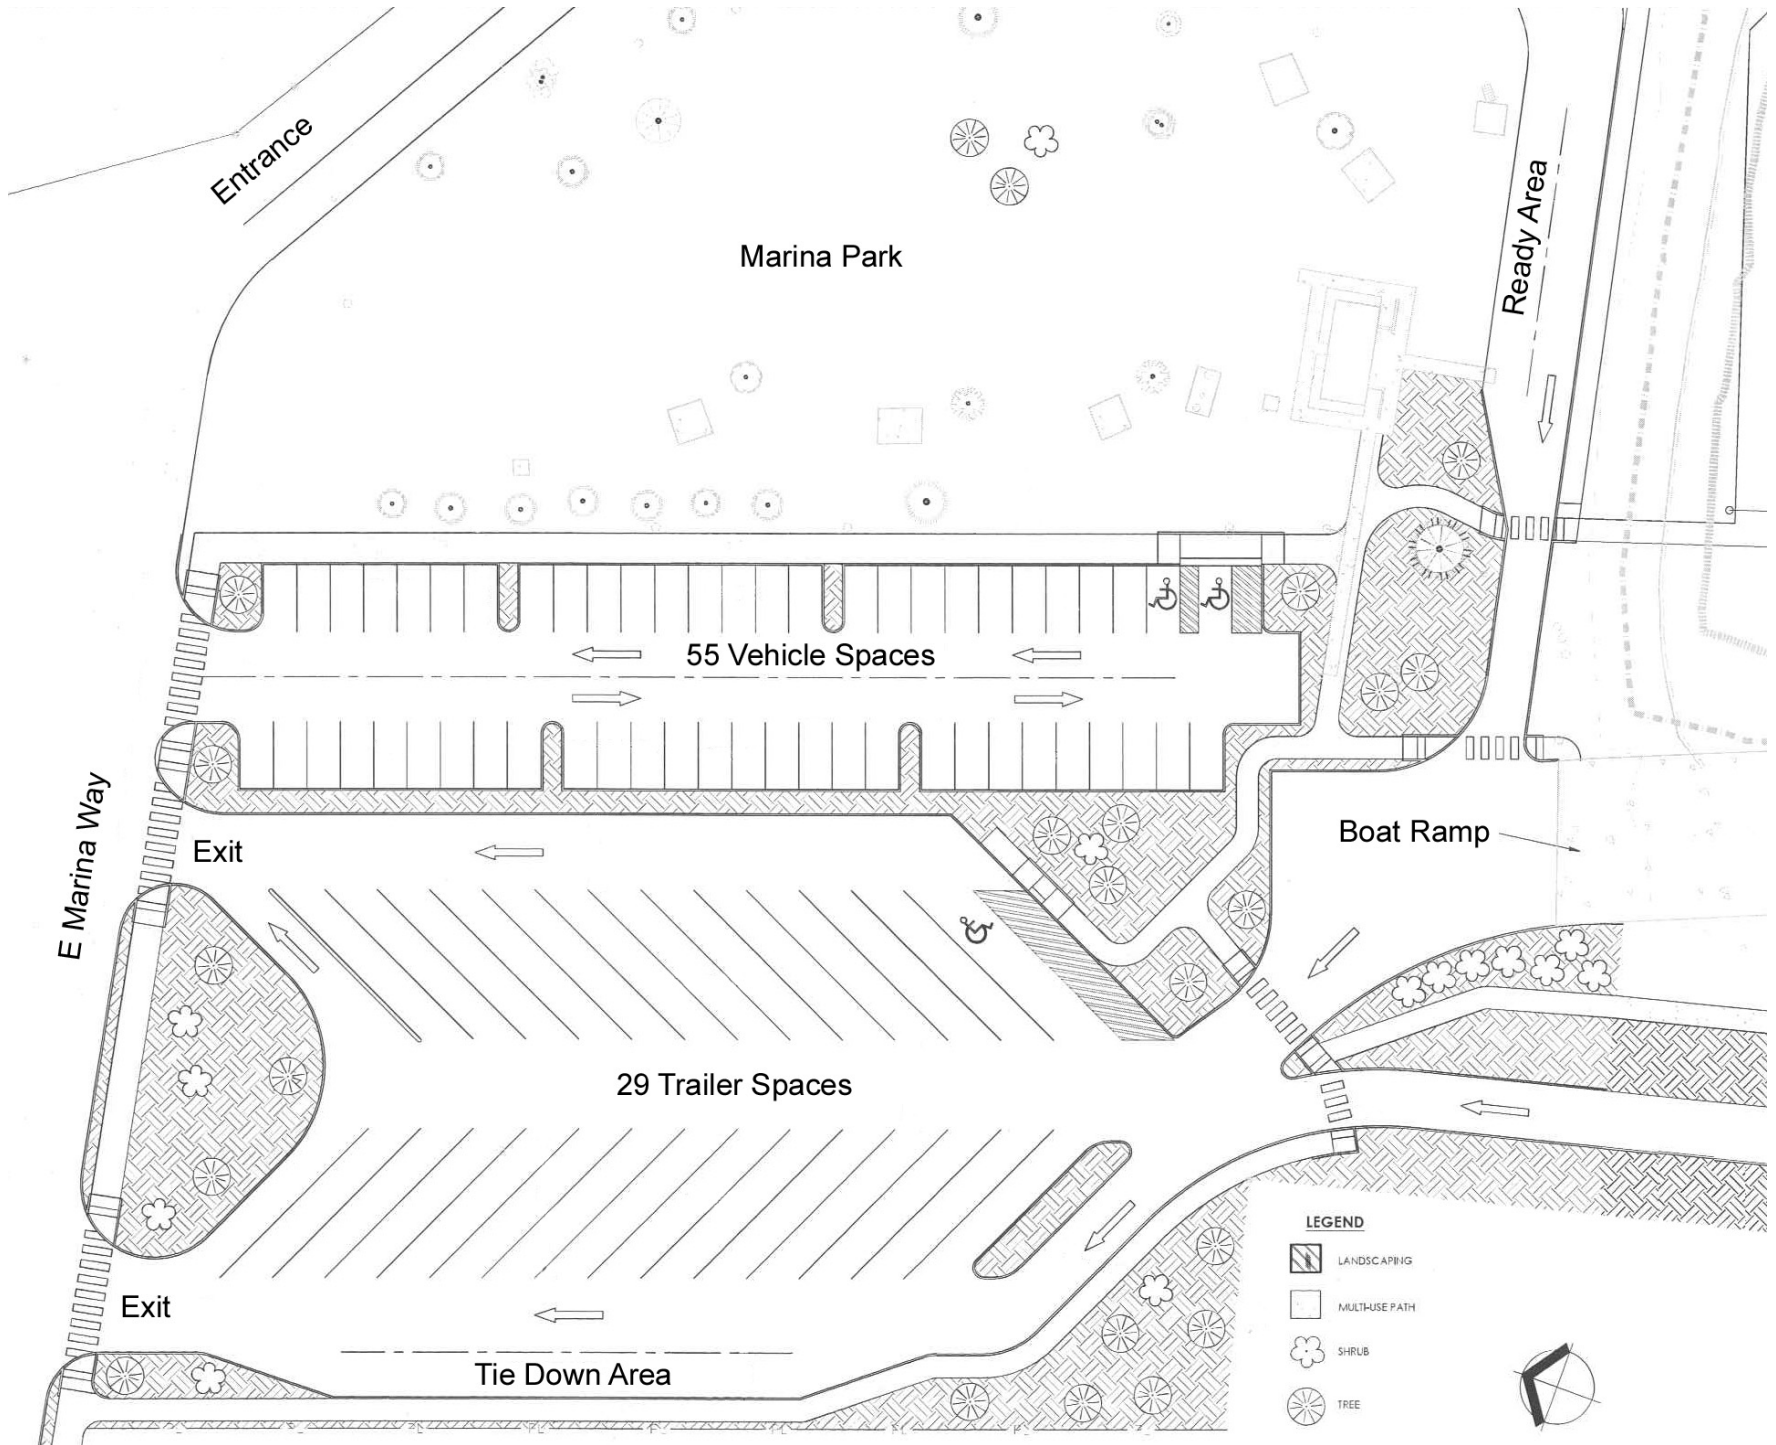 Entrance
Marina Park
Ready Area
55 Vehicle Spaces
E Marina Way
Exit
Boat Ramp
29 Trailer Spaces
Exit
Tie Down Area
LEGEND
LANDSCAPING
MULTI-USE PATH
SHRUB
TREE